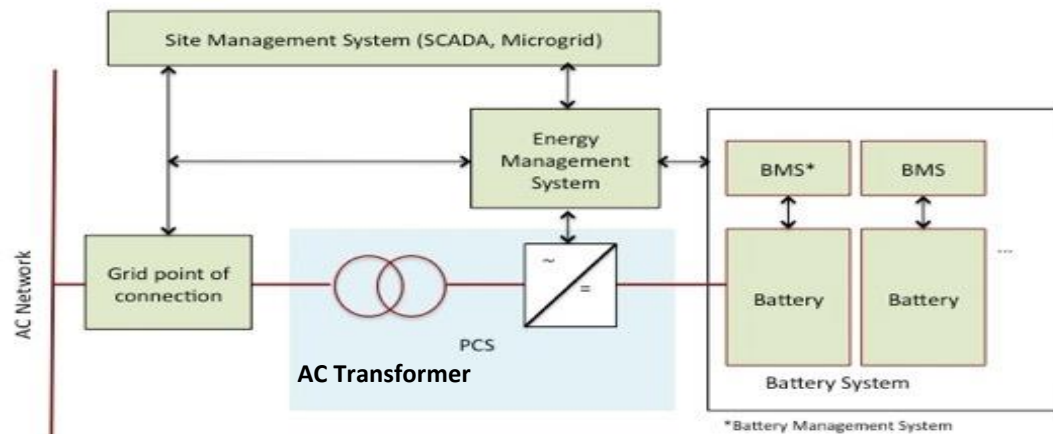 Site Management System (SCADA, Microgrid)
Energy
Management
System
BMS*
BMS
AC Network
Grid point of
connection
~
=
Battery
Battery
...
PCS
AC Transformer
Battery System
*Battery Management System